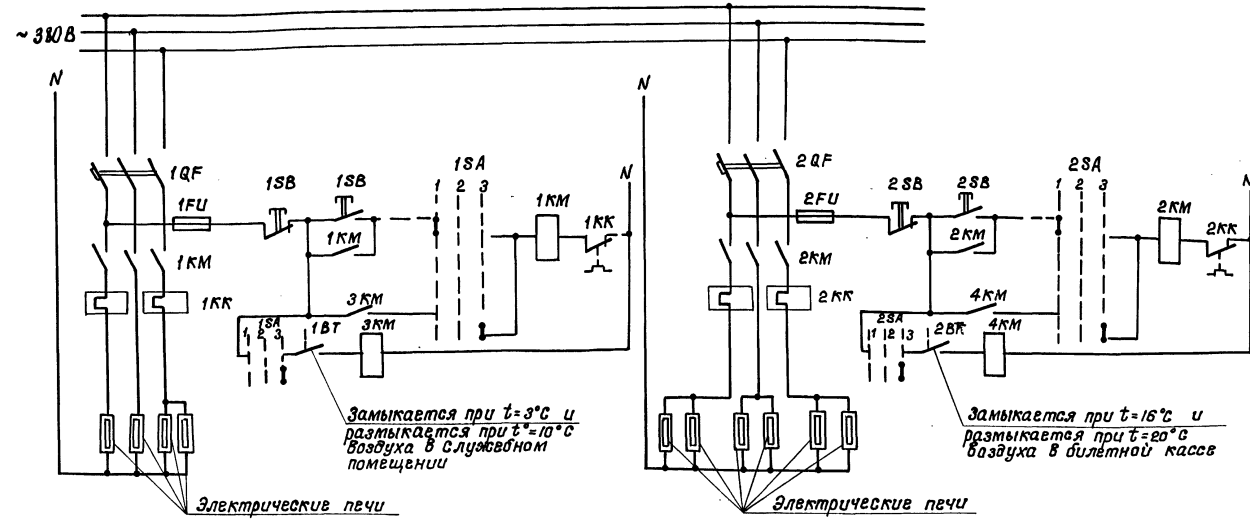 ~380В
N
1QF
1SB
1SB
1SA
1 2 3
1KM
N
1FU
1KM
1KK
1KM
1KK
3KM
1SA
1 2 3
1ВТ
3KM
Замыкается при t=3°С и
размыкается при t°=10°С
воздуха в служебном
помещении
Электрические печи
N
2QF
2SB
2SB
2SA
1 2 3
2KM
N
2FU
2KM
2KK
2KM
2KK
4KM
2SA
1 2 3
4KM
Замыкается при t=16°С и
размыкается при t=20°С
воздуха в билетной кассе
Электрические печи